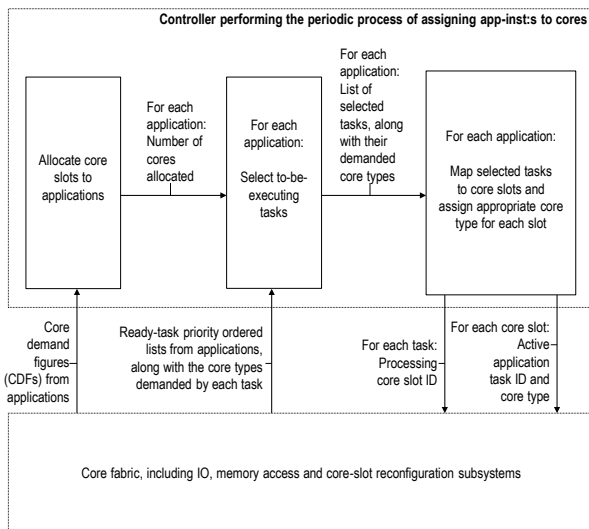 Controller performing the periodic process of assigning app-inst:s to cores
Allocate core
slots to
applications
For each
application:
Number of
cores
allocated
For each
application:
Select to-be-
executing
tasks
For each
application:
List of
selected
tasks, along
with their
demanded
core types
For each application:
Map selected tasks
to core slots and
assign appropriate core
type for each slot
Core
demand
figures
(CDFs) from
applications
Ready-task priority ordered
lists from applications,
along with the core types
demanded by each task
For each task:
Processing
core slot ID
For each core slot:
Active
application
task ID and
core type
Core fabric, including IO, memory access and core-slot reconfiguration subsystems